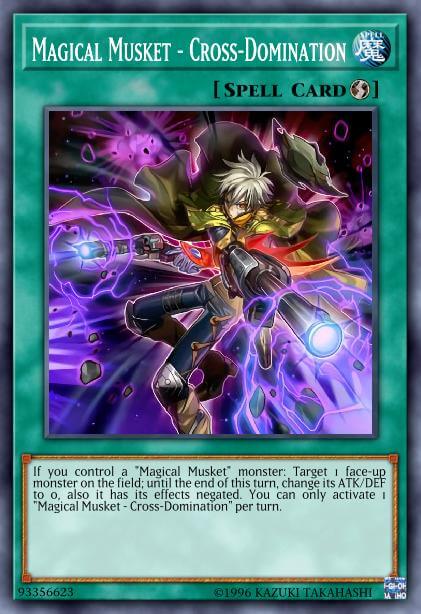 Magical Musket - Cross-Domination
SPELL
魔
[Spell Card]
If you control a "Magical Musket" monster: Target 1 face-up
monster on the field; until the end of this turn, change its ATK/DEF
to 0, also it has its effects negated. You can only activate 1
"Magical Musket - Cross-Domination" per turn.
93356623
©1996 KAZUKI TAKAHASHI